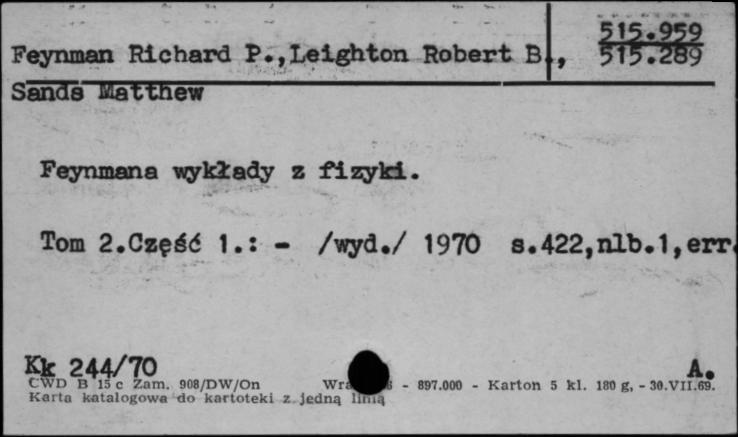 515.959
Feynman Richard P.,Leighton Robert B., 515.289
Sands Matthew
Feynmana wykłady z fizyki.
Tom 2.Część 1.: - /wyd./ 1970 s.422,nlb.1,err.
Kk 244/70 A.
CWD B 15 c Zam. 908/DW/On - 897.000 - Karton 5 kl. 180 g, - 30.VII.69.
Karta katalogowa do kartoteki z jedną linią